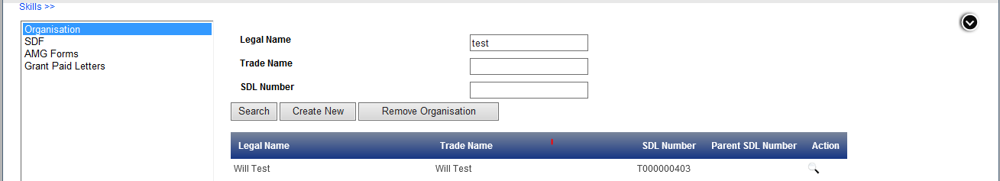 Skills >>
Organisation
SDF
AMG Forms
Grant Paid Letters
Legal Name test
Trade Name
SDL Number
Search Create New Remove Organisation
Legal Name Trade Name SDL Number Parent SDL Number Action
Will Test Will Test T000000403